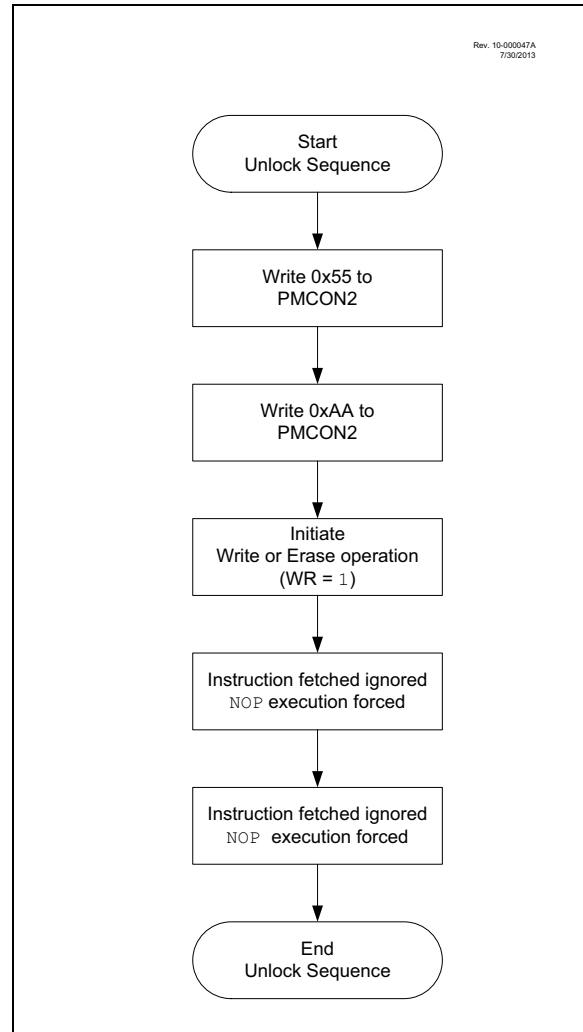 Rev. 10-000047A
7/30/2013
Start
Unlock Sequence
Write 0x55 to
PMCON2
Write 0xAA to
PMCON2
Initiate
Write or Erase operation
(WR = 1)
Instruction fetched ignored
NOP execution forced
Instruction fetched ignored
NOP execution forced
End
Unlock Sequence